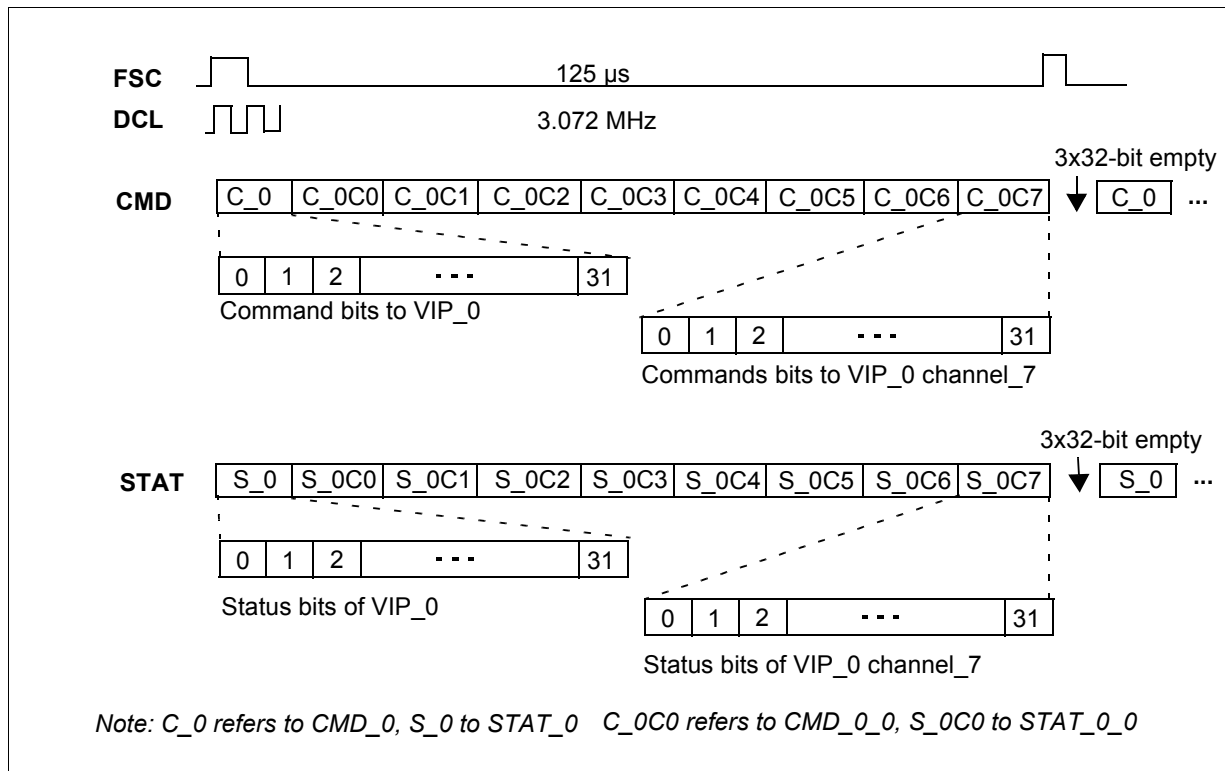 FSC 125 µs
DCL 3.072 MHz
3x32-bit empty
CMD C_0 C_0C0 C_0C1 C_0C2 C_0C3 C_0C4 C_0C5 C_0C6 C_0C7 C_0 ...
0 1 2 - - - 31
Command bits to VIP_0
0 1 2 - - - 31
Commands bits to VIP_0 channel_7
3x32-bit empty
STAT S_0 S_0C0 S_0C1 S_0C2 S_0C3 S_0C4 S_0C5 S_0C6 S_0C7 S_0 ...
0 1 2 - - - 31
Status bits of VIP_0
0 1 2 - - - 31
Status bits of VIP_0 channel_7
Note: C_0 refers to CMD_0, S_0 to STAT_0 C_0C0 refers to CMD_0_0, S_0C0 to STAT_0_0